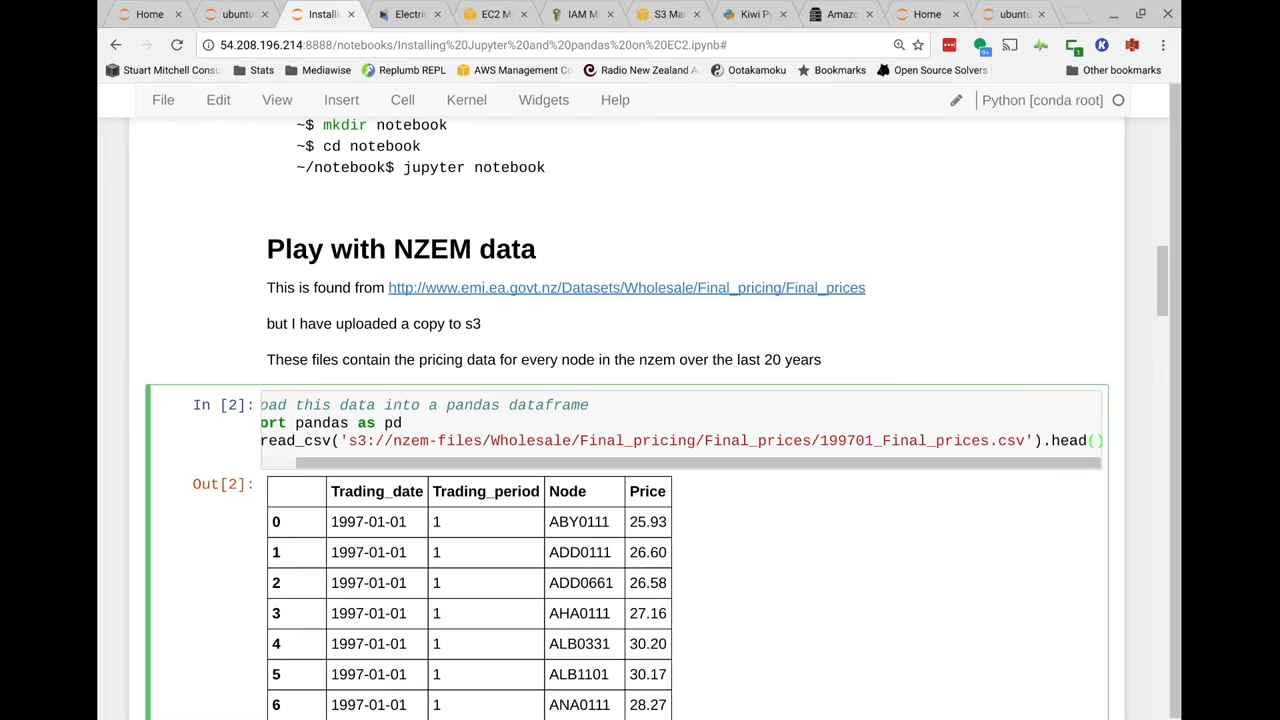 Home
ubuntu
Installi
Electri
EC2 M
IAM M
S3 Ma
Kiwi Py
Amazo
Home
ubuntu
54.208.196.214:8888/notebooks/Installing%20Jupyter%20and%20pandas%20on%20EC2.ipynb#
9+
1
K
Stuart Mitchell Consu
Stats
Mediawise
Replumb REPL
AWS Management Co
Radio New Zealand A
Ootakamoku
Bookmarks
Open Source Solvers
Other bookmarks
File Edit View Insert Cell Kernel Widgets Help
Python [conda root]
~$ mkdir notebook
~$ cd notebook
~/notebook$ jupyter notebook
Play with NZEM data
This is found from http://www.emi.ea.govt.nz/Datasets/Wholesale/Final_pricing/Final_prices
but I have uploaded a copy to s3
These files contain the pricing data for every node in the nzem over the last 20 years
In [2]: oad this data into a pandas dataframe
ort pandas as pd
read_csv('s3://nzem-files/Wholesale/Final_pricing/Final_prices/199701_Final_prices.csv').head()
Out[2]:
Trading_date Trading_period Node Price
0 1997-01-01 1 ABY0111 25.93
1 1997-01-01 1 ADD0111 26.60
2 1997-01-01 1 ADD0661 26.58
3 1997-01-01 1 AHA0111 27.16
4 1997-01-01 1 ALB0331 30.20
5 1997-01-01 1 ALB1101 30.17
6 1997-01-01 1 ANA0111 28.27